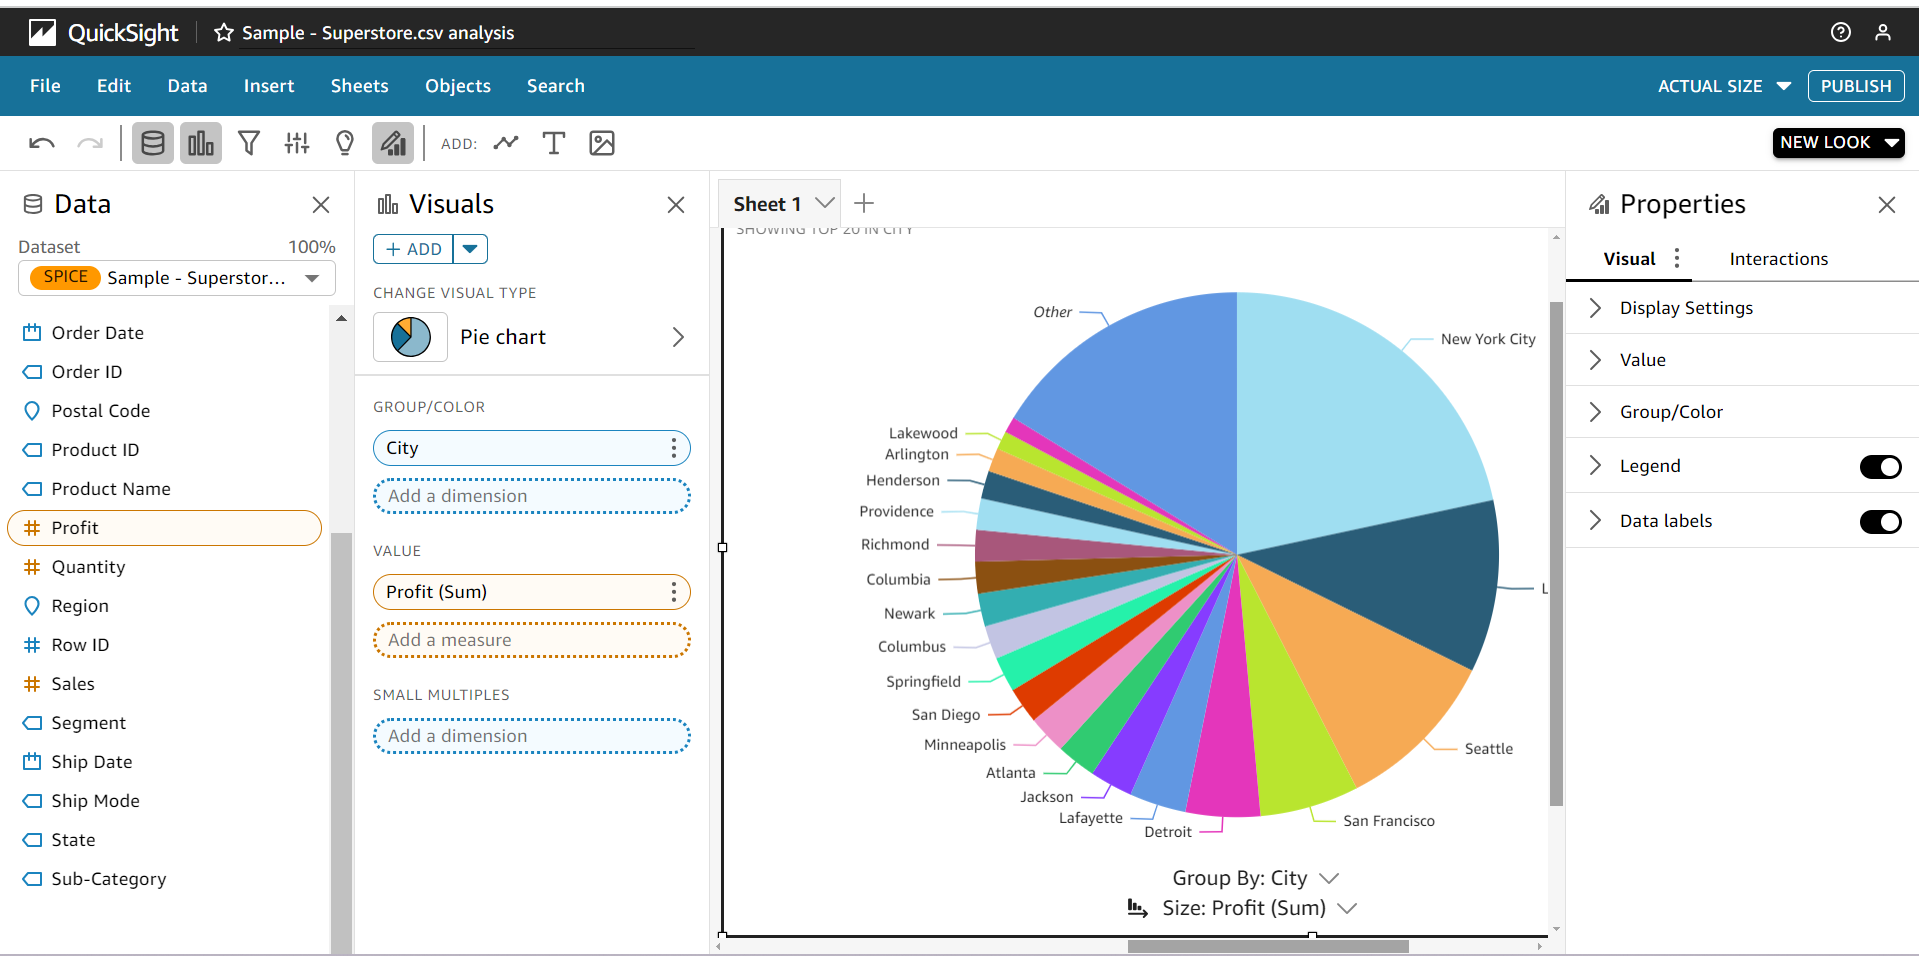 QuickSight
Sample - Superstore.csv analysis
File Edit Data Insert Sheets Objects Search
ACTUAL SIZE PUBLISH
ADD:
NEW LOOK
Data
Dataset 100%
SPICE Sample - Superstor...
Order Date
Order ID
Postal Code
Product ID
Product Name
Profit
Quantity
Region
Row ID
Sales
Segment
Ship Date
Ship Mode
State
Sub-Category
Visuals
ADD
CHANGE VISUAL TYPE
Pie chart
GROUP/COLOR
City
Add a dimension
VALUE
Profit (Sum)
Add a measure
SMALL MULTIPLES
Add a dimension
Sheet 1
SHOWING TOP 20 IN CITY
Other
New York City
Lakewood
Arlington
Henderson
Providence
Richmond
Columbia
L
Newark
Columbus
Springfield
San Diego
Minneapolis
Seattle
Atlanta
Jackson
Lafayette
San Francisco
Detroit
Group By: City
Size: Profit (Sum)
Properties
Visual Interactions
Display Settings
Value
Group/Color
Legend
Data labels